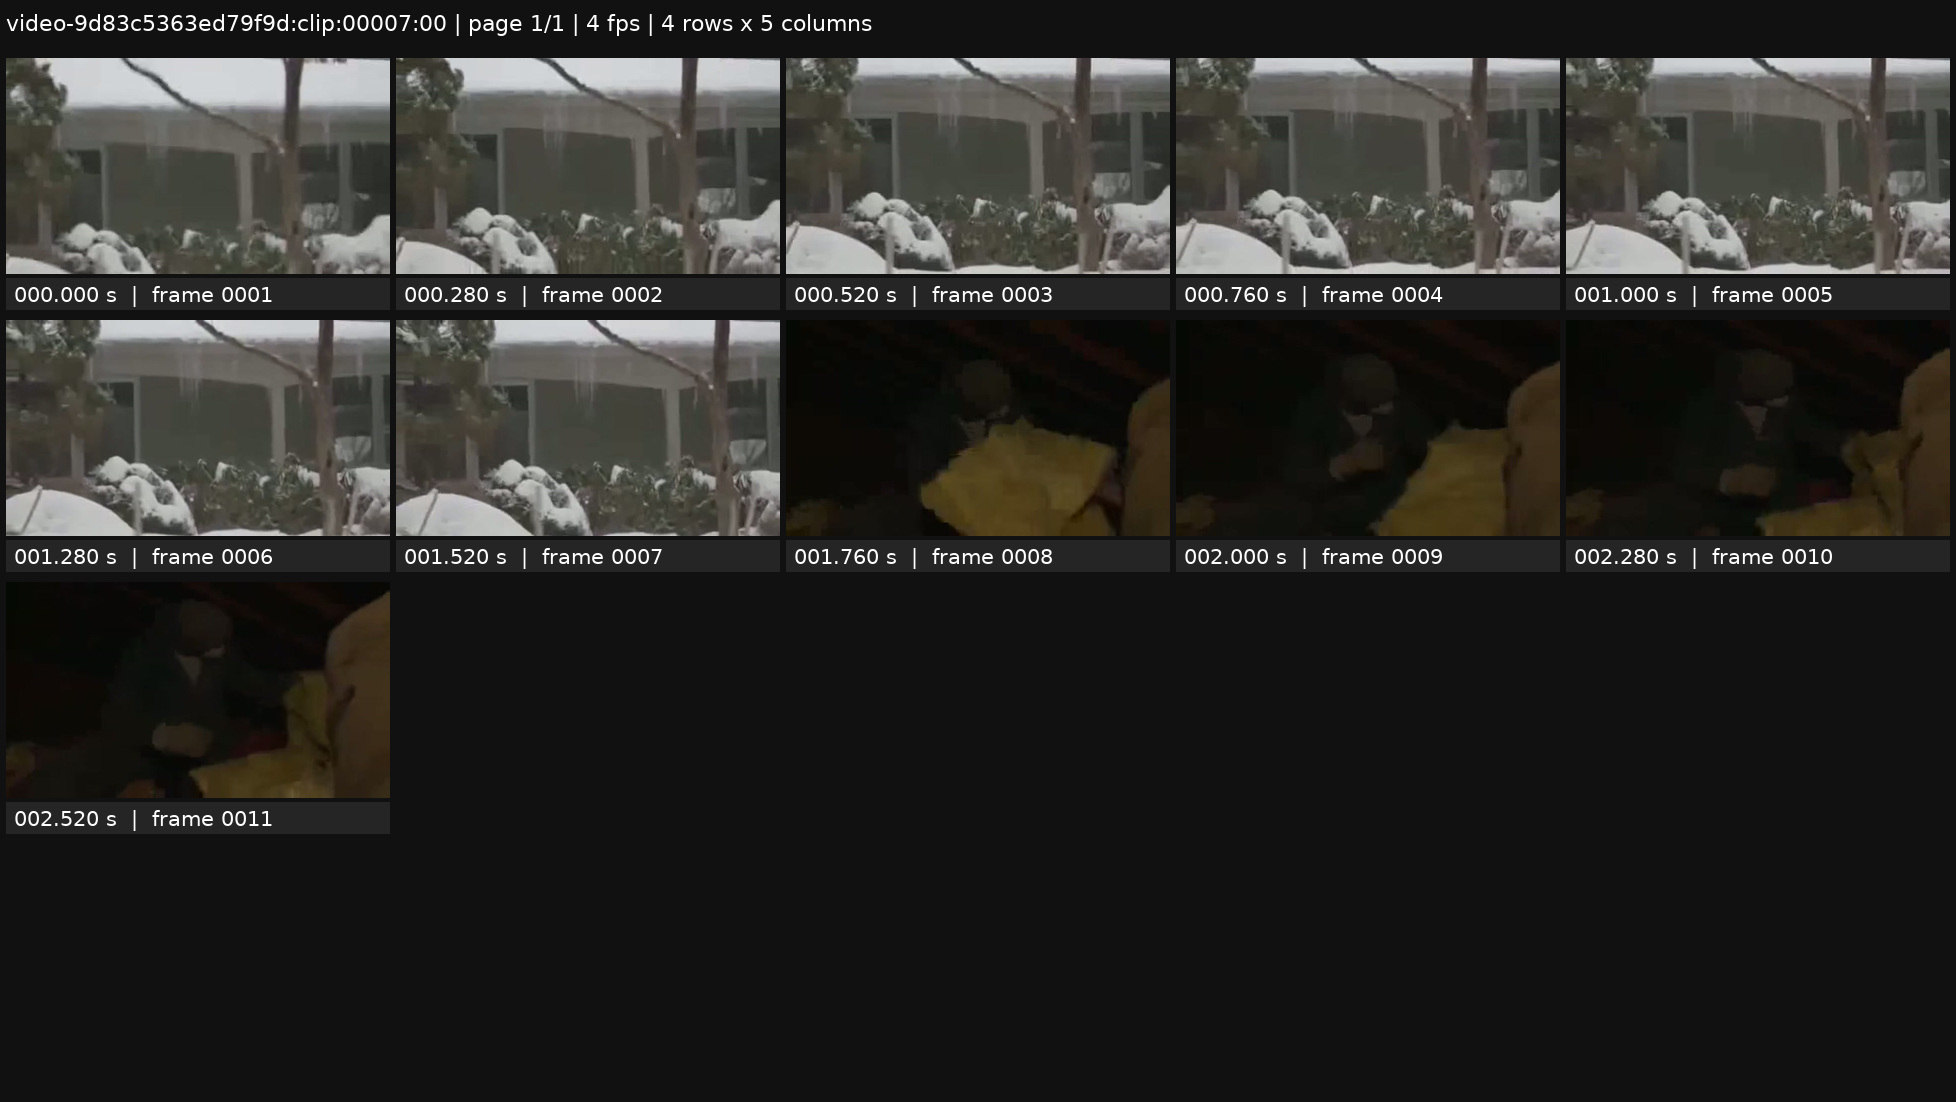 video-9d83c5363ed79f9d:clip:00007:00 | page 1/1 | 4 fps | 4 rows x 5 columns
000.000 s | frame 0001
000.280 s | frame 0002
000.520 s | frame 0003
000.760 s | frame 0004
001.000 s | frame 0005
001.280 s | frame 0006
001.520 s | frame 0007
001.760 s | frame 0008
002.000 s | frame 0009
002.280 s | frame 0010
002.520 s | frame 0011